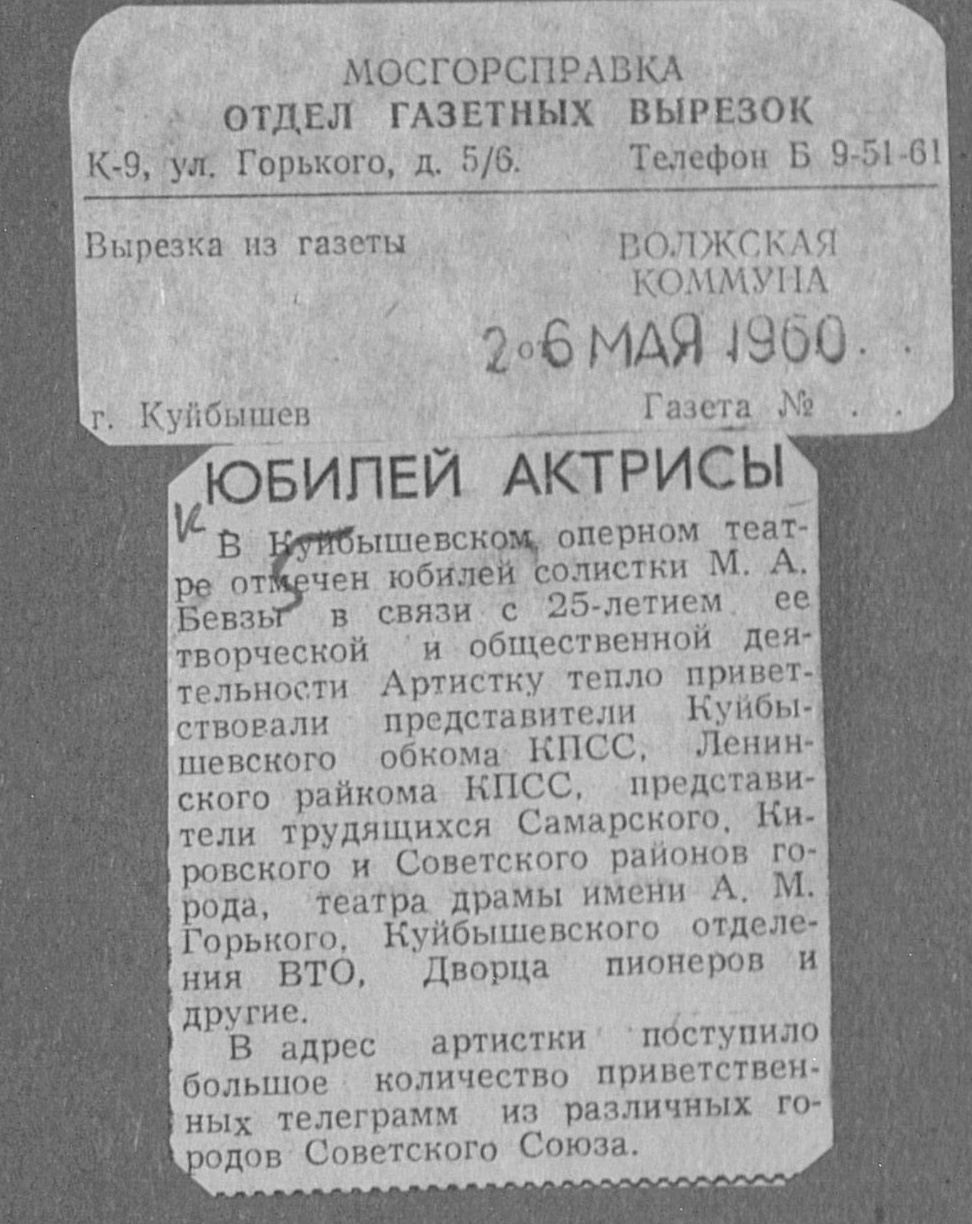 МОСГОРСПРАВКА
ОТДЕЛ ГАЗЕТНЫХ ВЫРЕЗОК
К-9, ул. Горького, д. 5/6. Телефон Б 9-51-61
Вырезка из газеты
ВОЛЖСКАЯ
КОММУНА
2 6 МАЯ 1960 . .
г. Куйбышев Газета № . .
ЮБИЛЕЙ АКТРИСЫ
К
В Куйбышевском оперном теат-
ре отмечен юбилей солистки М. А.
Бевзы в связи с 25-летием ее
творческой и общественной дея-
тельности Артистку тепло привет-
ствовали представители Куйбы-
шевского обкома КПСС, Ленин-
ского райкома КПСС, представи-
тели трудящихся Самарского, Ки-
ровского и Советского районов го-
рода, театра драмы имени А. М.
Горького, Куйбышевского отделе-
ния ВТО, Дворца пионеров и
другие.
В адрес артистки поступило
большое количество приветствен-
ных телеграмм из различных го-
родов Советского Союза.